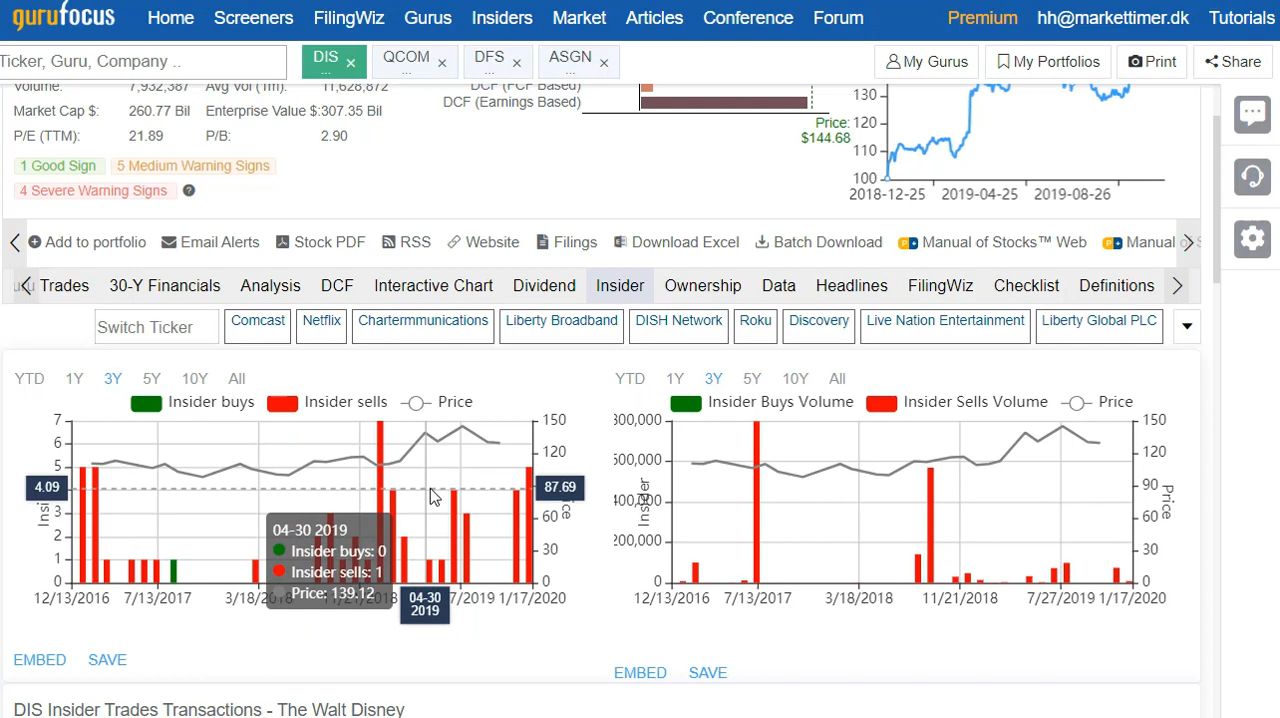 gurufocus Home Screeners FilingWiz Gurus Insiders Market Articles Conference Forum Premium hh@markettimer.dk Tutorials
Ticker, Guru, Company .. DIS × ... QCOM × ... DFS × ... ASGN × ... My Gurus My Portfolios Print Share
Volume: 7,932,387 Avg Vol (1m): 11,628,872
Market Cap $: 260.77 Bil Enterprise Value $: 307.35 Bil
P/E (TTM): 21.89 P/B: 2.90
1 Good Sign 5 Medium Warning Signs
4 Severe Warning Signs ?
DCF (FCF Based)
DCF (Earnings Based)
Price:
$144.68
130
120
110
100
2018-12-25 2019-04-25 2019-08-26
Add to portfolio Email Alerts Stock PDF RSS Website Filings Download Excel Batch Download Manual of Stocks™ Web Manual
Trades 30-Y Financials Analysis DCF Interactive Chart Dividend Insider Ownership Data Headlines FilingWiz Checklist Definitions
Switch Ticker Comcast Netflix Chartermmunications Liberty Broadband DISH Network Roku Discovery Live Nation Entertainment Liberty Global PLC
YTD 1Y 3Y 5Y 10Y All
Insider buys Insider sells Price
7
6
5
4.09
3
2
1
0
150
120
87.69
60
30
0
Price
04-30 2019
Insider buys: 0
Insider sells: 1
Price: 139.12
12/13/2016 7/13/2017 3/18/2018 11/21/2018 7/2019 1/17/2020
04-30
2019
EMBED SAVE
YTD 1Y 3Y 5Y 10Y All
Insider Buys Volume Insider Sells Volume Price
800,000
600,000
400,000
200,000
0
Insider
150
120
90
60
30
0
Price
12/13/2016 7/13/2017 3/18/2018 11/21/2018 7/27/2019 1/17/2020
EMBED SAVE
DIS Insider Trades Transactions - The Walt Disney